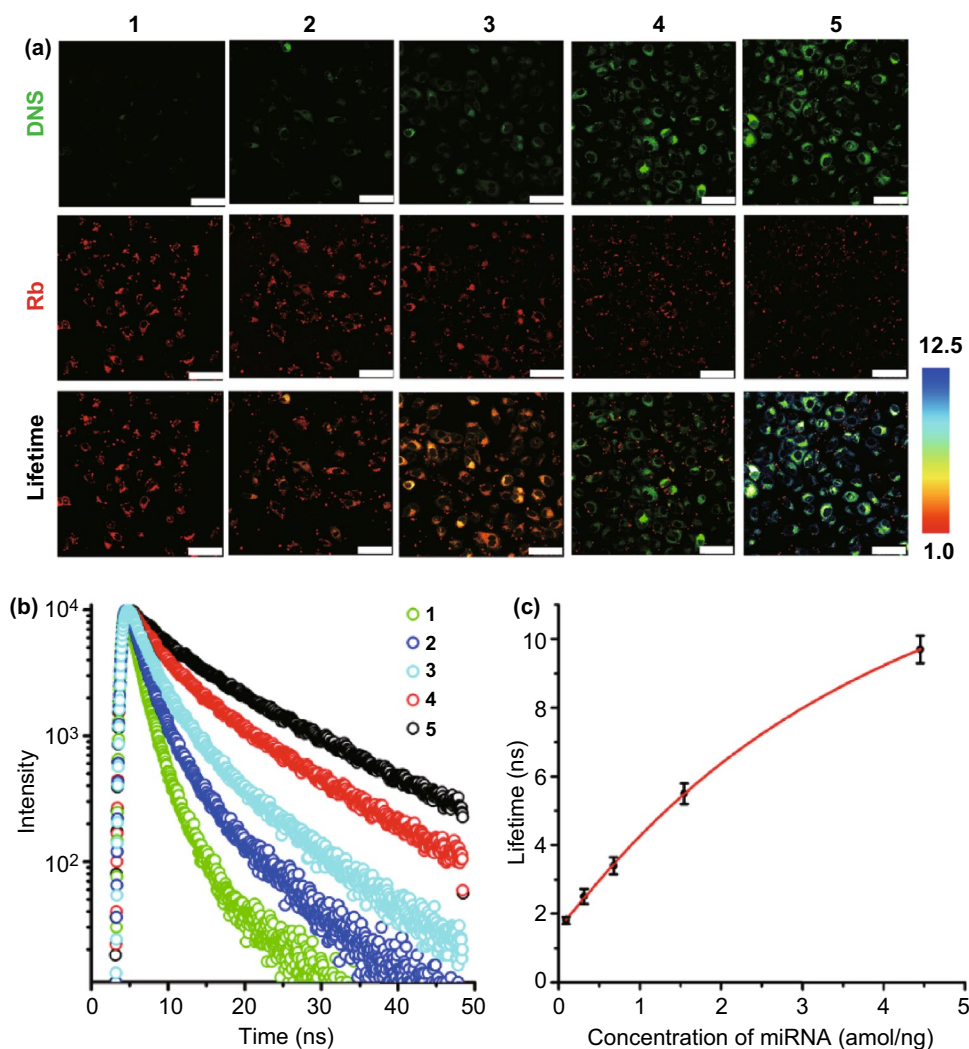 1 2 3 4 5
(a)
DNS
Rb
Lifetime
12.5
1.0
(b)
10⁴
10³
10²
Intensity
0 10 20 30 40 50
Time (ns)
1
2
3
4
5
(c)
10
8
6
4
2
0
Lifetime (ns)
0 1 2 3 4 5
Concentration of miRNA (amol/ng)